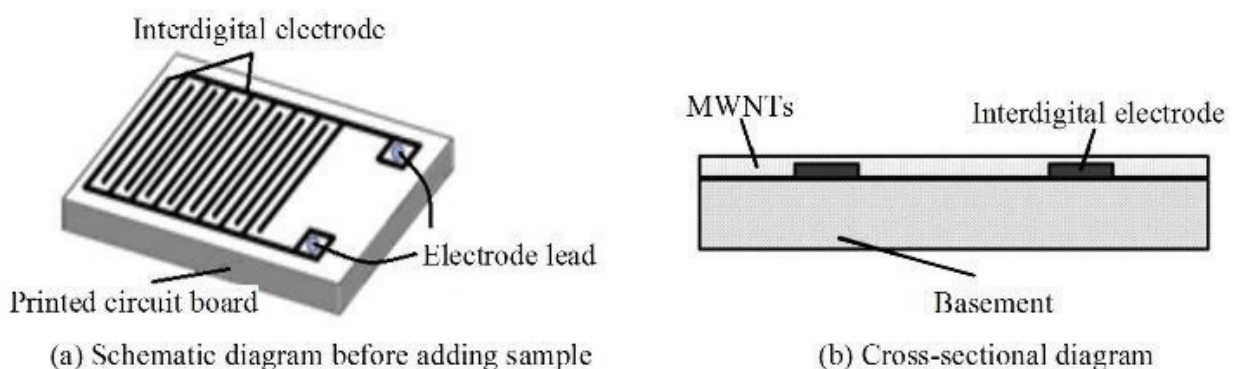 Interdigital electrode
Electrode lead
Printed circuit board
(a) Schematic diagram before adding sample
MWNTs
Interdigital electrode
Basement
(b) Cross-sectional diagram